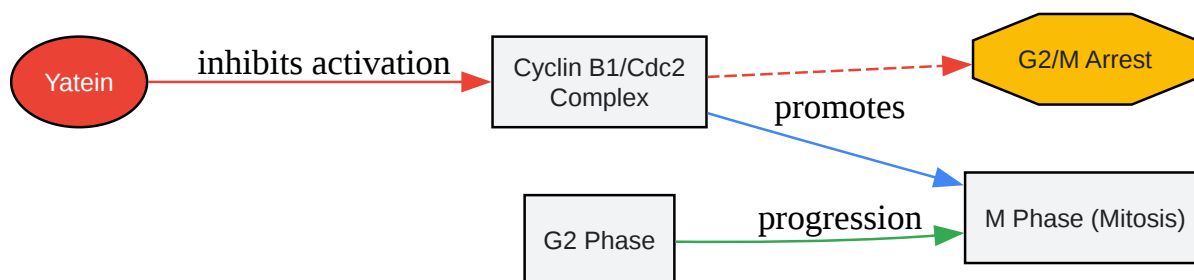 Yatein
inhibits activation
Cyclin B1/Cdc2
Complex
G2/M Arrest
promotes
G2 Phase
progression
M Phase (Mitosis)